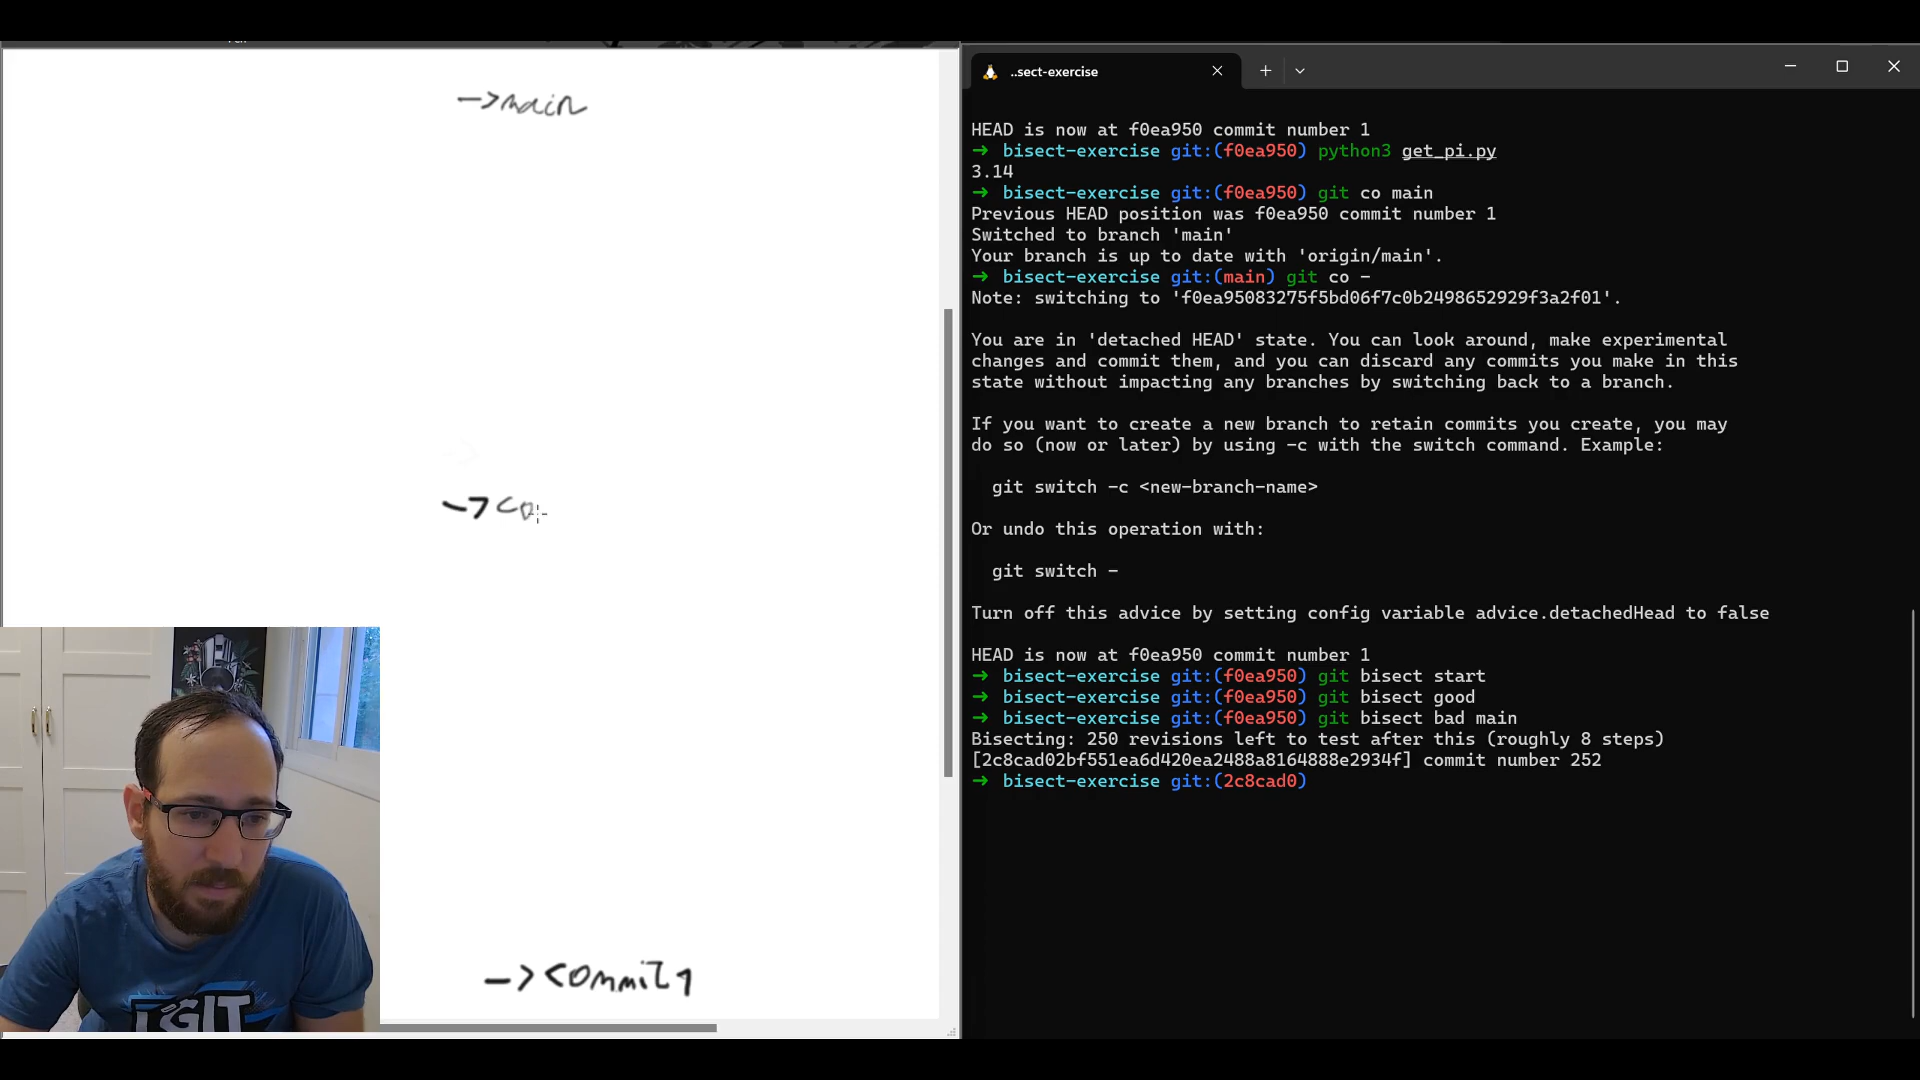 ->main
->co
->commit 1
LGIT
..sect-exercise
HEAD is now at f0ea950 commit number 1
→ bisect-exercise git:(f0ea950) python3 get_pi.py
3.14
→ bisect-exercise git:(f0ea950) git co main
Previous HEAD position was f0ea950 commit number 1
Switched to branch 'main'
Your branch is up to date with 'origin/main'.
→ bisect-exercise git:(main) git co -
Note: switching to 'f0ea95083275f5bd06f7c0b2498652929f3a2f01'.
You are in 'detached HEAD' state. You can look around, make experimental
changes and commit them, and you can discard any commits you make in this
state without impacting any branches by switching back to a branch.
If you want to create a new branch to retain commits you create, you may
do so (now or later) by using -c with the switch command. Example:
git switch -c <new-branch-name>
Or undo this operation with:
git switch -
Turn off this advice by setting config variable advice.detachedHead to false
HEAD is now at f0ea950 commit number 1
→ bisect-exercise git:(f0ea950) git bisect start
→ bisect-exercise git:(f0ea950) git bisect good
→ bisect-exercise git:(f0ea950) git bisect bad main
Bisecting: 250 revisions left to test after this (roughly 8 steps)
[2c8cad02bf551ea6d420ea2488a8164888e2934f] commit number 252
→ bisect-exercise git:(2c8cad0)